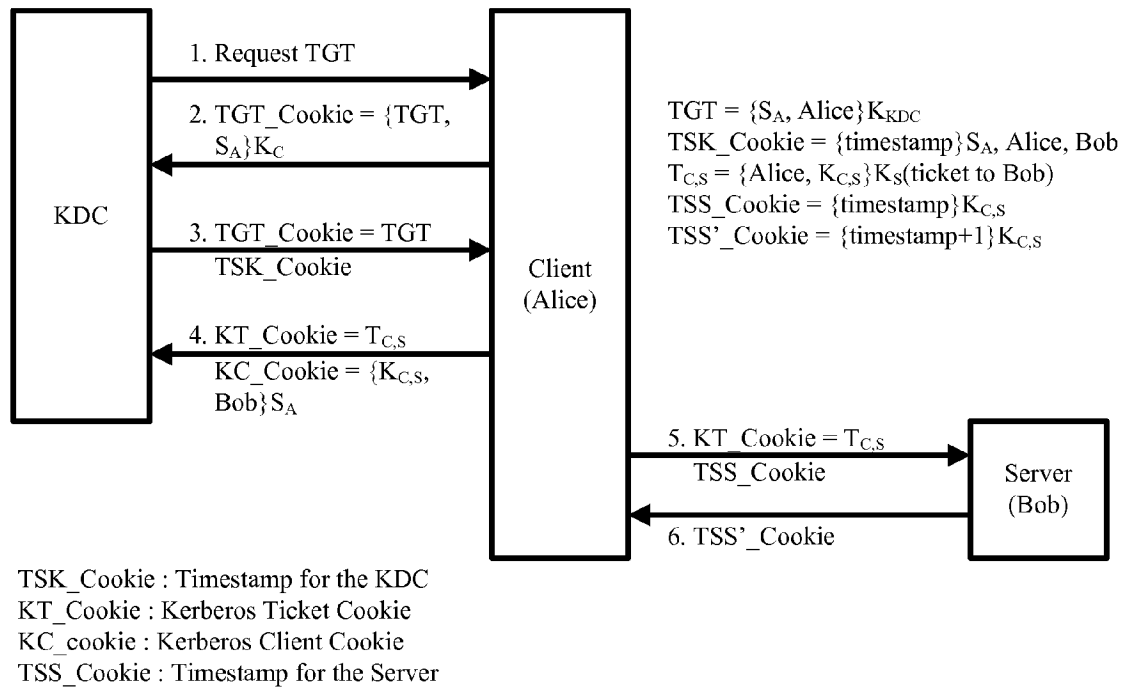 1. Request TGT
2. TGT_Cookie = {TGT,
S_A}K_C
KDC
3. TGT_Cookie = TGT
TSK_Cookie
4. KT_Cookie = T_C,S
KC_Cookie = {K_C,S,
Bob}S_A
Client
(Alice)
TGT = {S_A, Alice}K_KDC
TSK_Cookie = {timestamp}S_A, Alice, Bob
T_C,S = {Alice, K_C,S}K_S(ticket to Bob)
TSS_Cookie = {timestamp}K_C,S
TSS’_Cookie = {timestamp+1}K_C,S
5. KT_Cookie = T_C,S
TSS_Cookie
6. TSS’_Cookie
Server
(Bob)
TSK_Cookie : Timestamp for the KDC
KT_Cookie : Kerberos Ticket Cookie
KC_cookie : Kerberos Client Cookie
TSS_Cookie : Timestamp for the Server